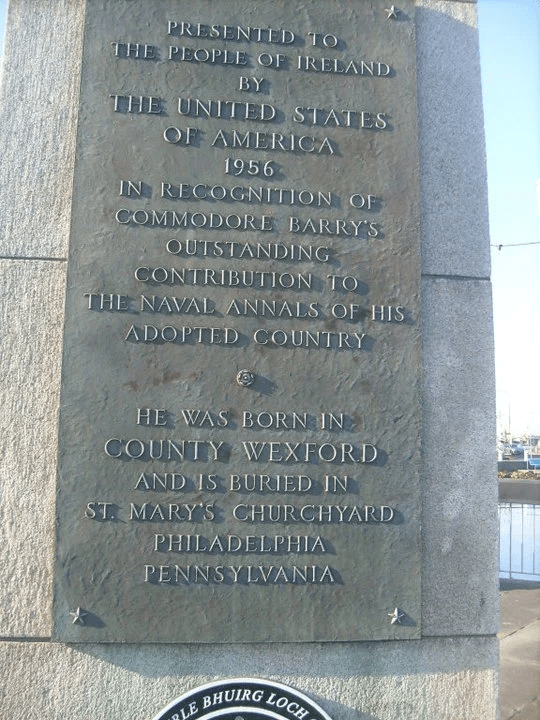 PRESENTED TO
THE PEOPLE OF IRELAND
BY
THE UNITED STATES
OF AMERICA
1956
IN RECOGNITION OF
COMMODORE BARRY'S
OUTSTANDING
CONTRIBUTION TO
THE NAVAL ANNALS OF HIS
ADOPTED COUNTRY
HE WAS BORN IN
COUNTY WEXFORD
AND IS BURIED IN
ST. MARY'S CHURCHYARD
PHILADELPHIA
PENNSYLVANIA
BHUIRG LOCH